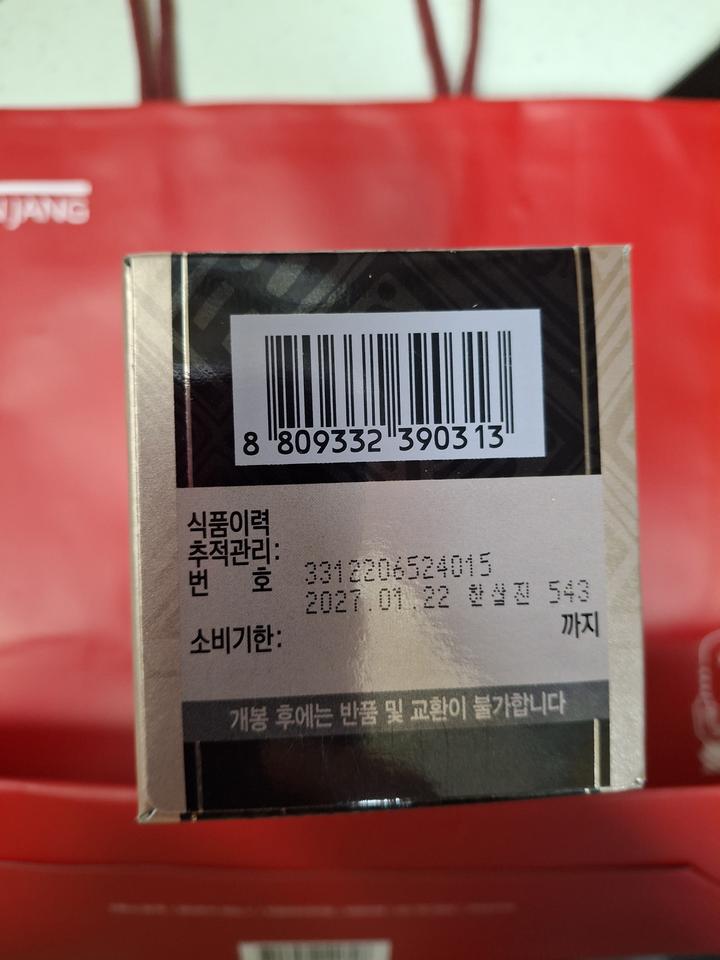 JANG
8 809332 390313
식품이력
추적관리:
번 호 3312206524015
2027.01.22 한삼진 543
소비기한: 까지
개봉 후에는 반품 및 교환이 불가합니다